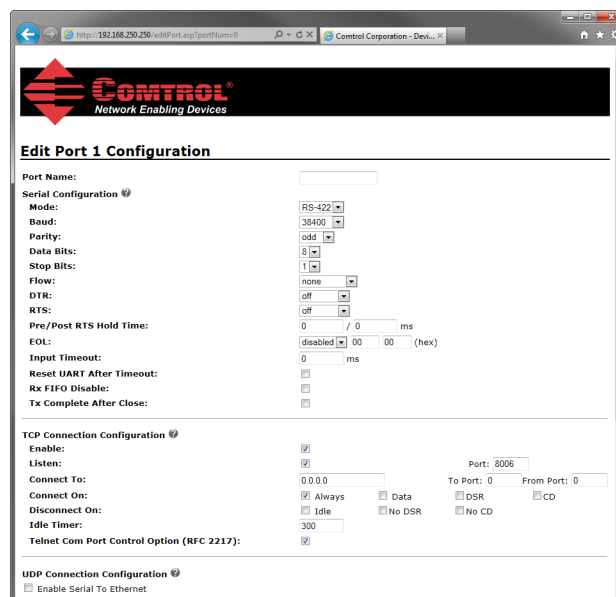 http://192.168.250.250/editPort.asp?portNum=0
Comtrol Corporation - Devi...
COMTROL®
Network Enabling Devices
Edit Port 1 Configuration
Port Name:
Serial Configuration ?
Mode: RS-422
Baud: 38400
Parity: odd
Data Bits: 8
Stop Bits: 1
Flow: none
DTR: off
RTS: off
Pre/Post RTS Hold Time: 0 / 0 ms
EOL: disabled 00 00 (hex)
Input Timeout: 0 ms
Reset UART After Timeout:
Rx FIFO Disable:
Tx Complete After Close:
TCP Connection Configuration ?
Enable:
Listen: Port: 8006
Connect To: 0.0.0.0 To Port: 0 From Port: 0
Connect On: Always Data DSR CD
Disconnect On: Idle No DSR No CD
Idle Timer: 300
Telnet Com Port Control Option (RFC 2217):
UDP Connection Configuration ?
Enable Serial To Ethernet